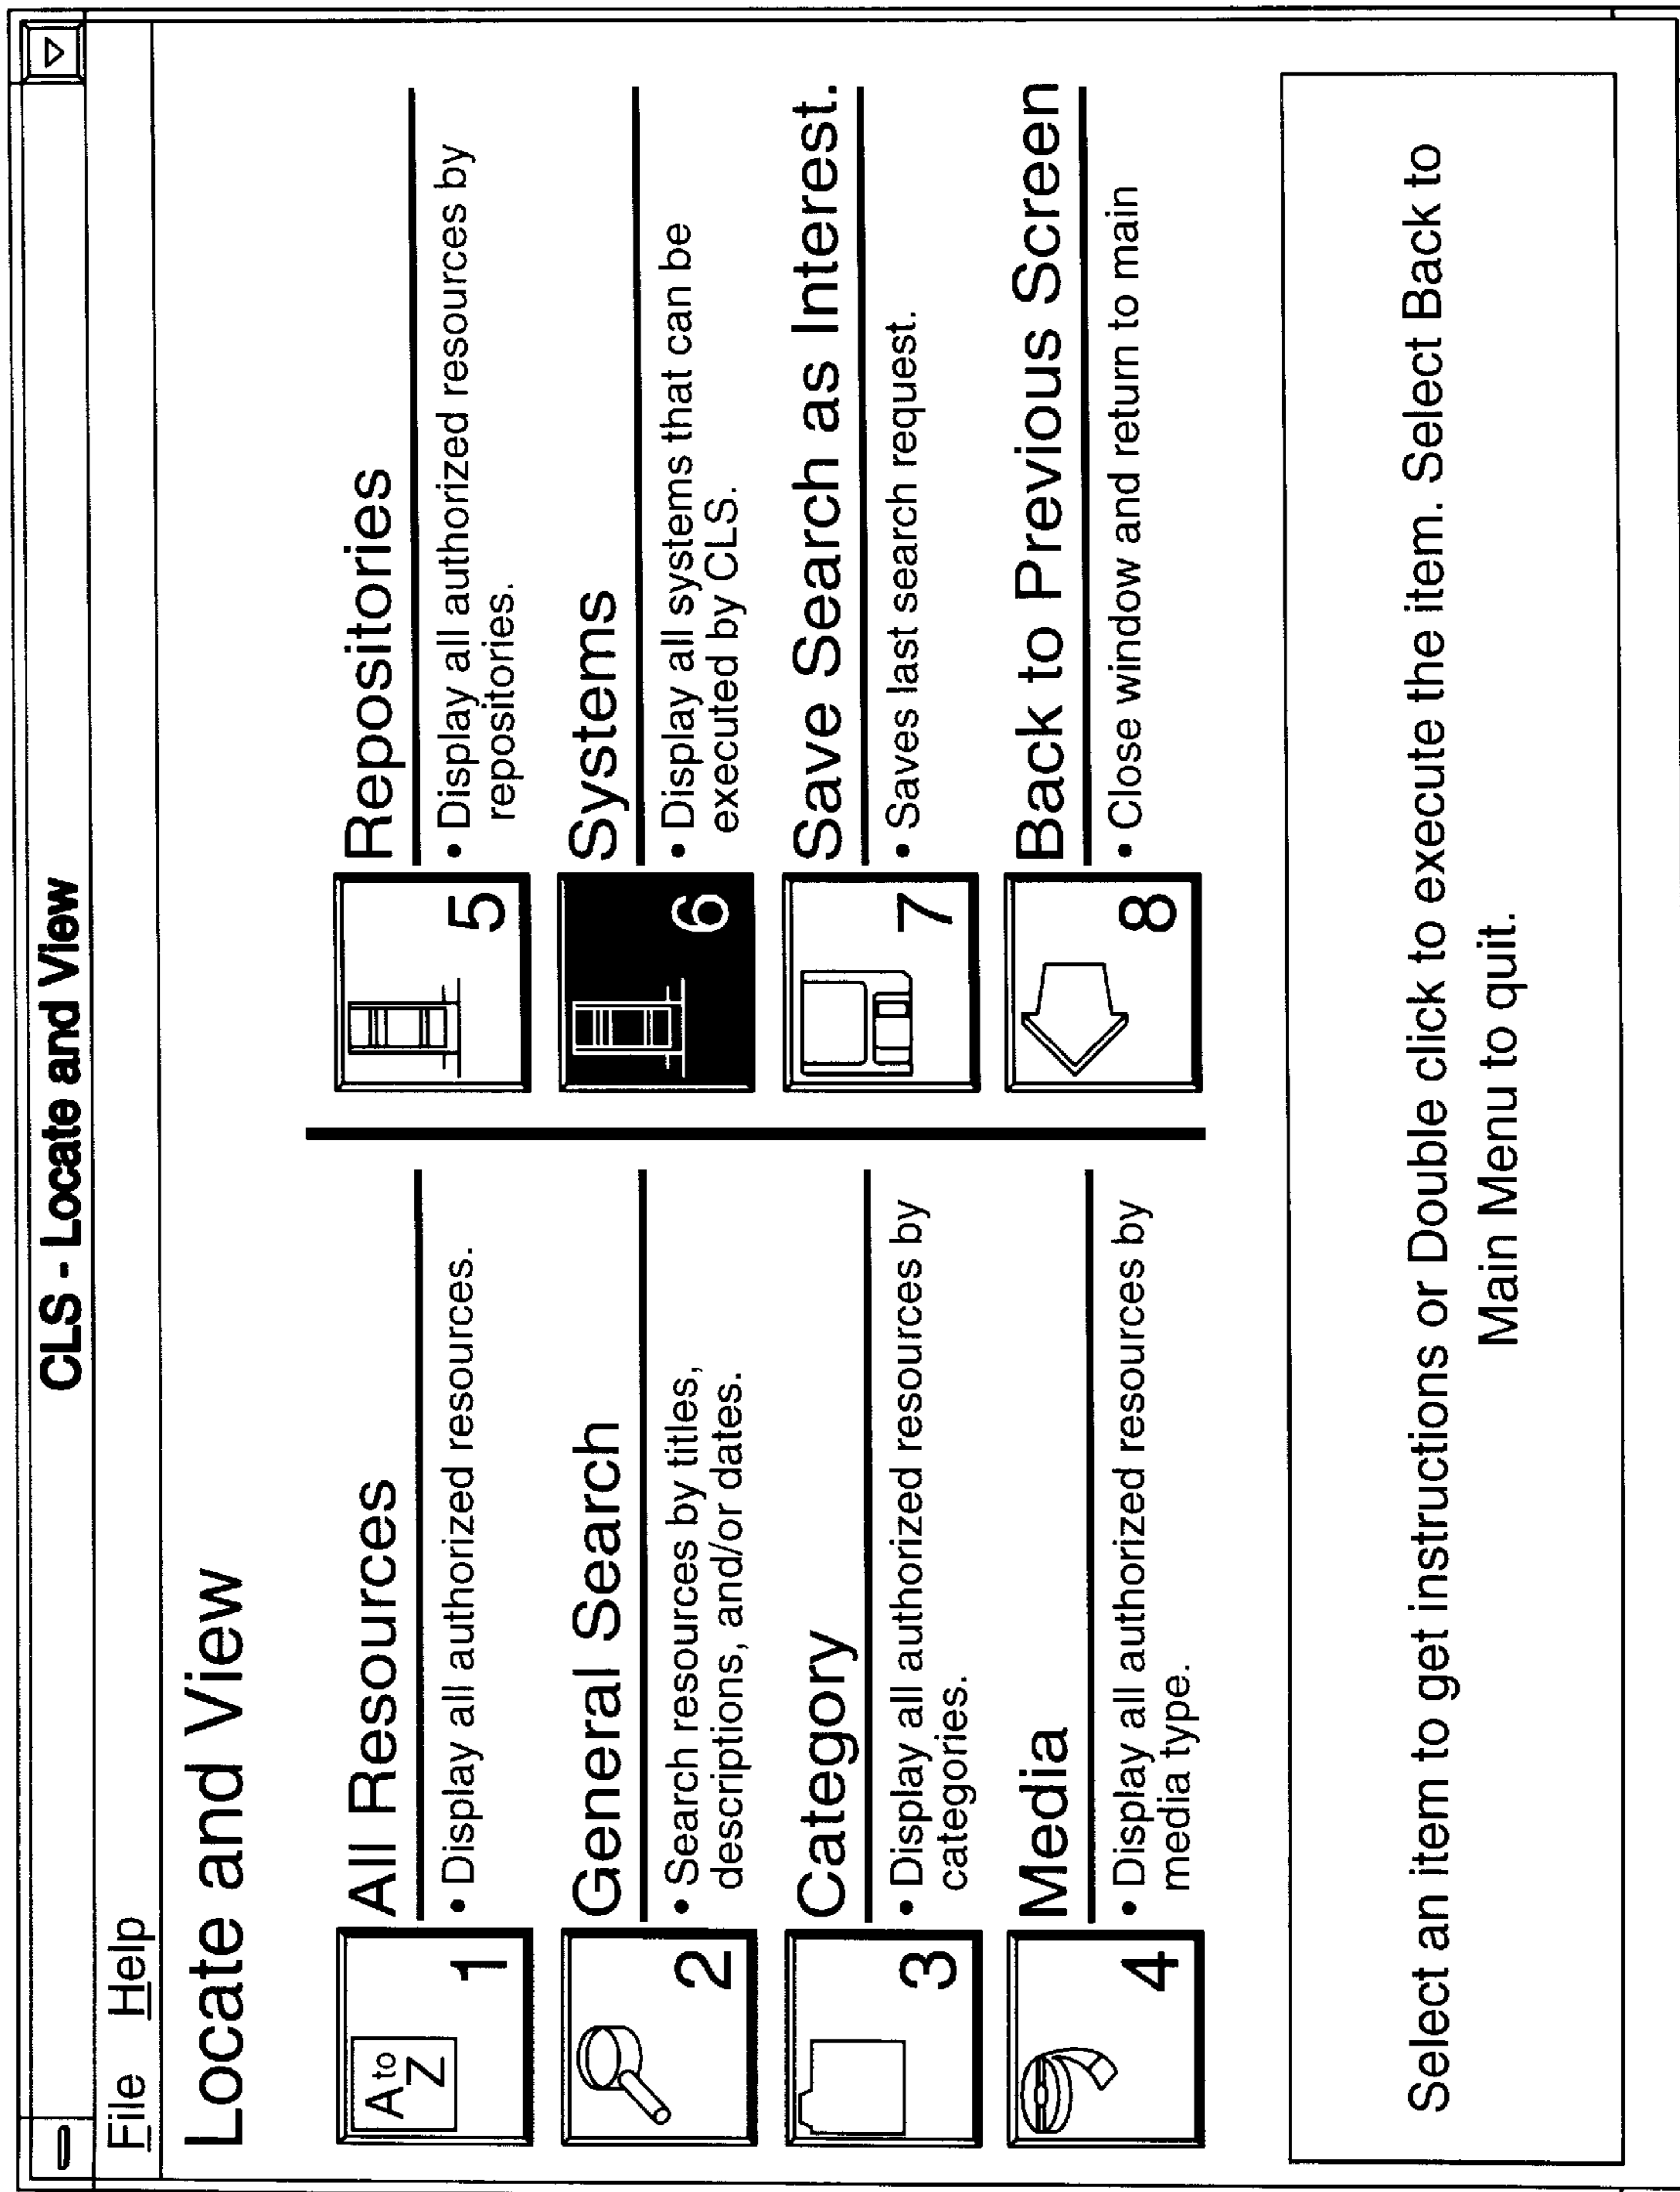 CLS - Locate and View
File Help
Locate and View
A to
Z
1
All Resources
• Display all authorized resources.
2
General Search
• Search resources by titles,
descriptions, and/or dates.
3
Category
• Display all authorized resources by
categories.
4
Media
• Display all authorized resources by
media type.
5
Repositories
• Display all authorized resources by
repositories.
6
Systems
• Display all systems that can be
executed by CLS.
7
Save Search as Interest.
• Saves last search request.
8
Back to Previous Screen
• Close window and return to main
Select an item to get instructions or Double click to execute the item. Select Back to
Main Menu to quit.